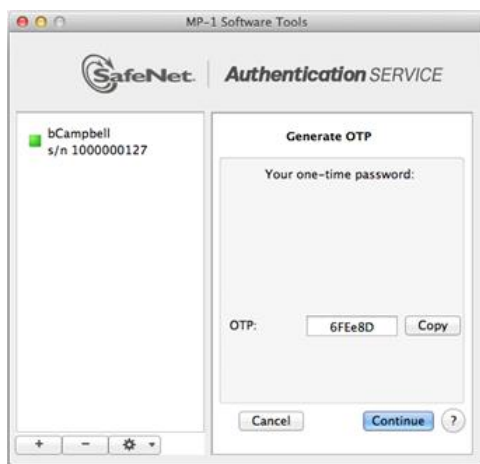 MP-1 Software Tools
SafeNet. Authentication SERVICE
bCampbell
s/n 1000000127
Generate OTP
Your one-time password:
OTP: 6FEe8D Copy
Cancel Continue ?
+ −